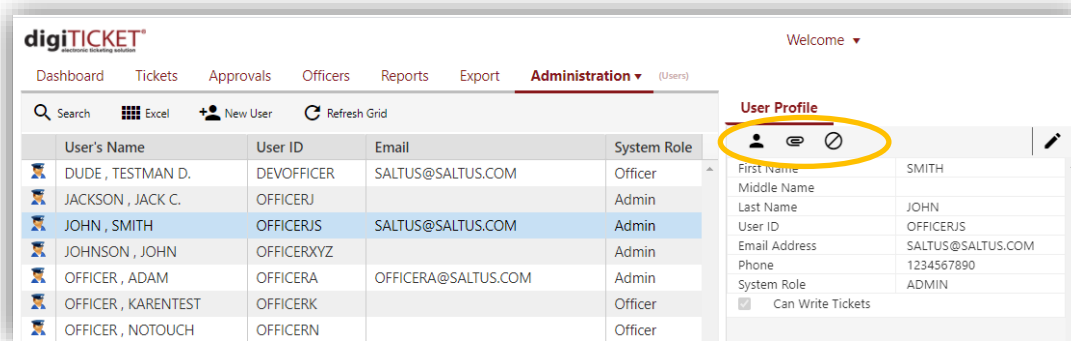 digiTICKET®
electronic ticketing solution
Welcome ▾
Dashboard Tickets Approvals Officers Reports Export Administration ▾ (Users)
Search Excel New User Refresh Grid
User Profile
User's Name User ID Email System Role
DUDE , TESTMAN D. DEVOFFICER SALTUS@SALTUS.COM Officer
JACKSON , JACK C. OFFICERJ Admin
JOHN , SMITH OFFICERJS SALTUS@SALTUS.COM Admin
JOHNSON , JOHN OFFICERXYZ Admin
OFFICER , ADAM OFFICERA OFFICERA@SALTUS.COM Admin
OFFICER , KARENTEST OFFICERK Officer
OFFICER , NOTOUCH OFFICERN Officer
First Name SMITH
Middle Name
Last Name JOHN
User ID OFFICERJS
Email Address SALTUS@SALTUS.COM
Phone 1234567890
System Role ADMIN
Can Write Tickets